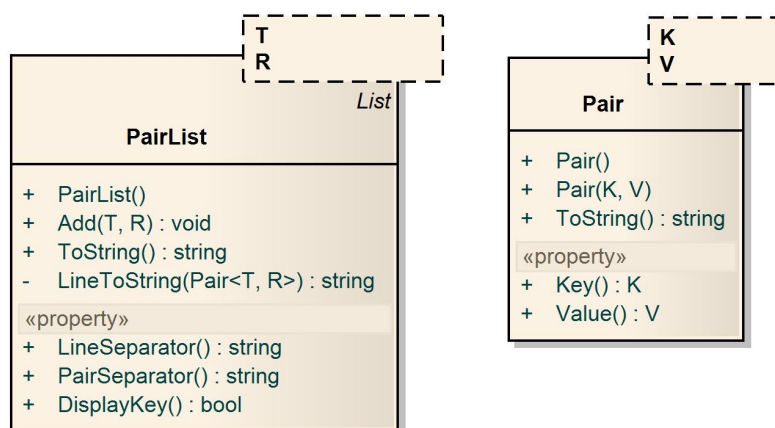 T
R
List
PairList
+ PairList()
+ Add(T, R) : void
+ ToString() : string
- LineToString(Pair<T, R>) : string
«property»
+ LineSeparator() : string
+ PairSeparator() : string
+ DisplayKey() : bool
K
V
Pair
+ Pair()
+ Pair(K, V)
+ ToString() : string
«property»
+ Key() : K
+ Value() : V